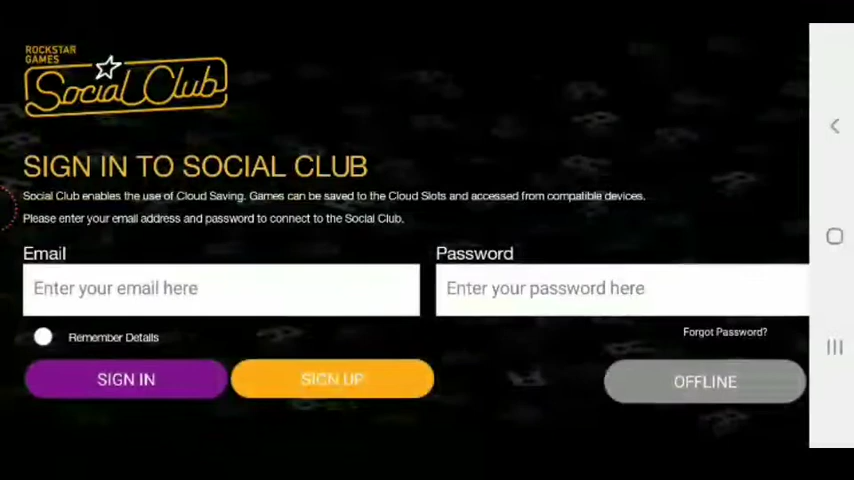 ROCKSTAR
GAMES
Social Club
SIGN IN TO SOCIAL CLUB
Social Club enables the use of Cloud Saving. Games can be saved to the Cloud Slots and accessed from compatible devices.
Please enter your email address and password to connect to the Social Club.
Email Password
Enter your email here Enter your password here
Remember Details Forgot Password?
SIGN IN SIGN UP OFFLINE